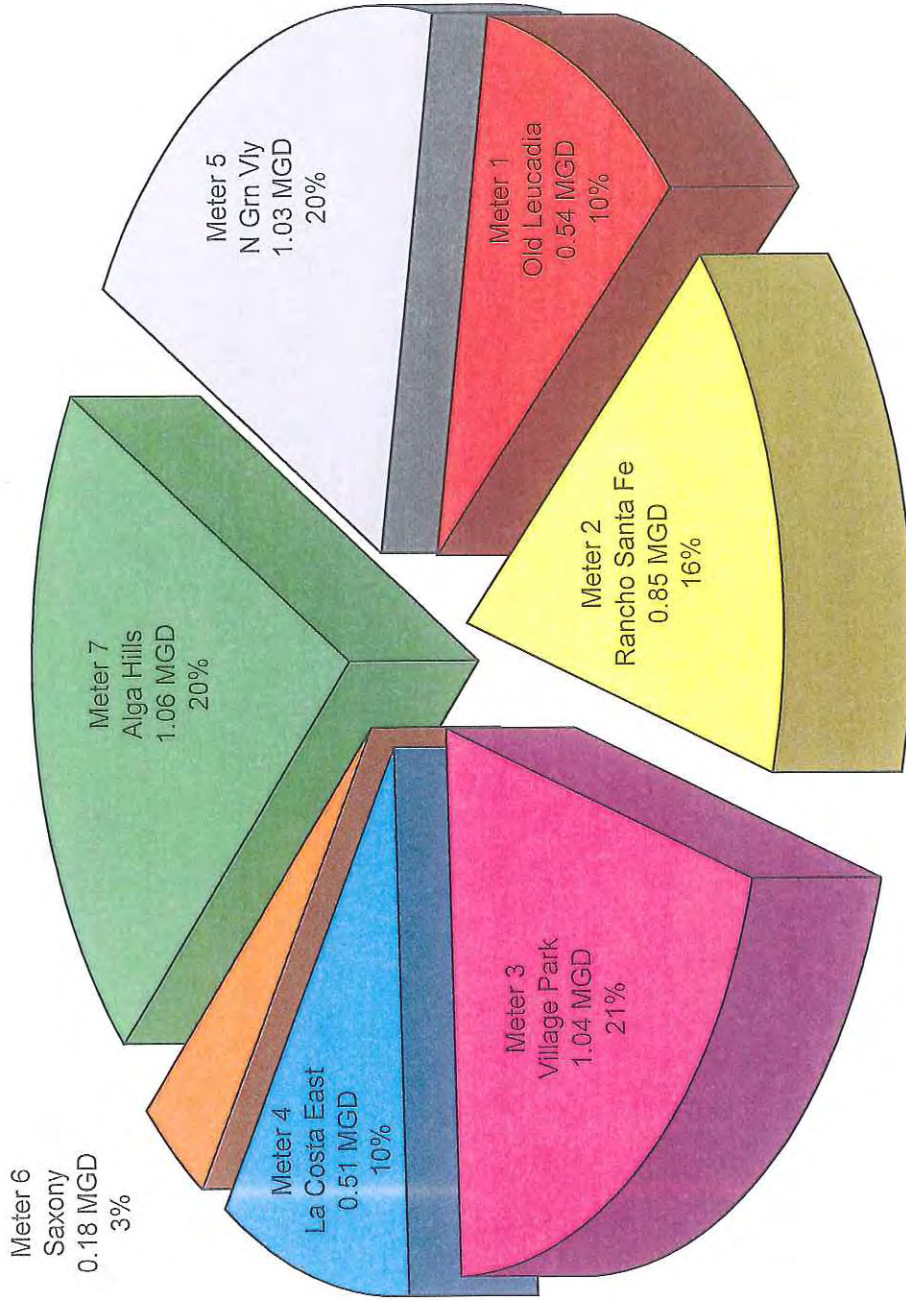 Meter 7
Alga Hills
1.06 MGD
20%
Meter 5
N Grn Vly
1.03 MGD
20%
Meter 1
Old Leucadia
0.54 MGD
10%
Meter 2
Rancho Santa Fe
0.85 MGD
16%
Meter 3
Village Park
1.04 MGD
21%
Meter 4
La Costa East
0.51 MGD
10%
Meter 6
Saxony
0.18 MGD
3%